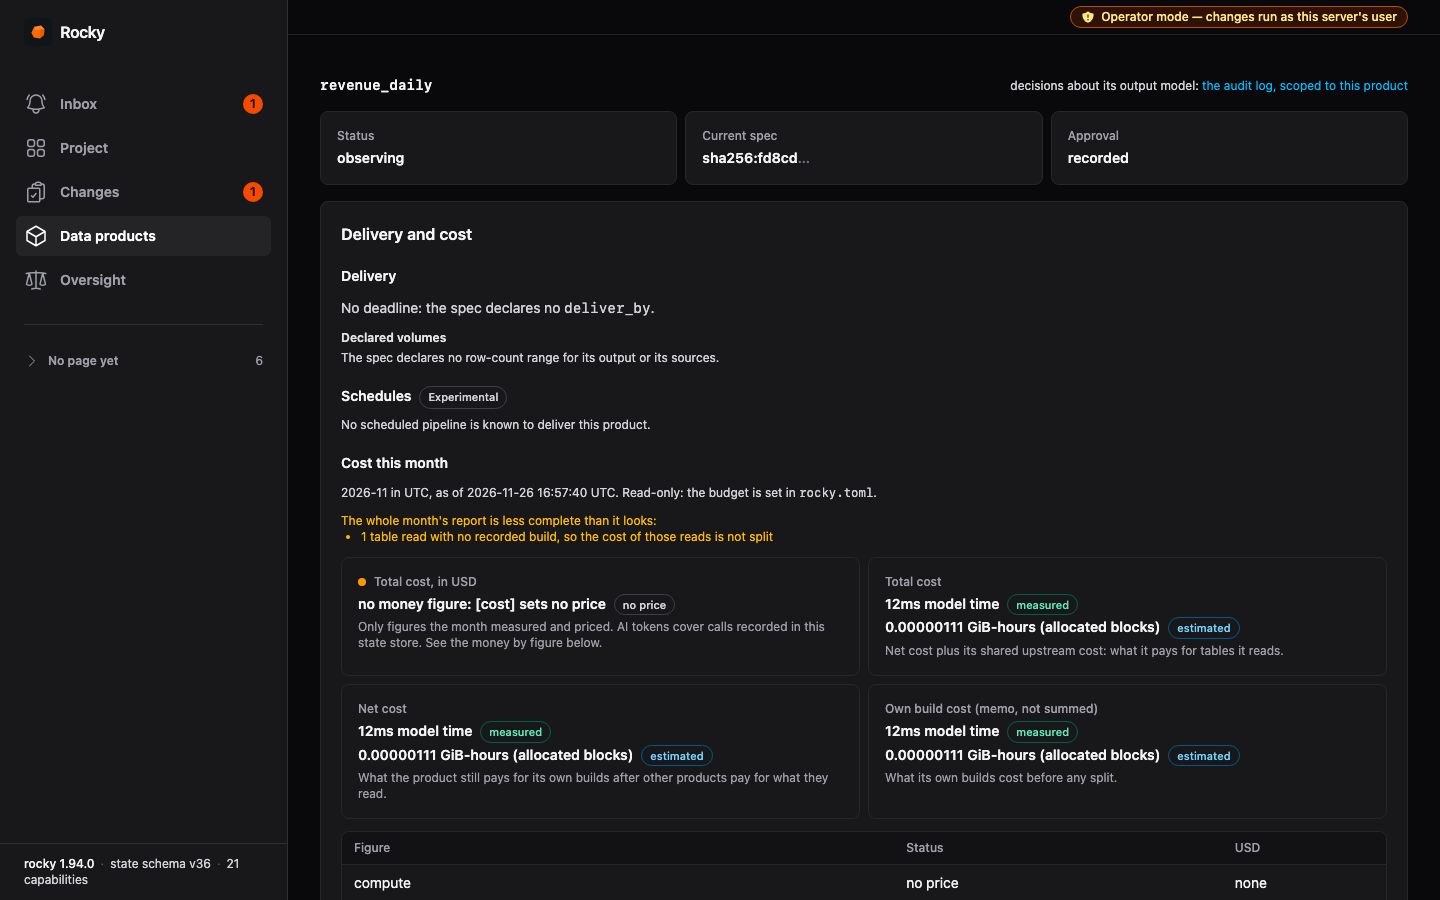 Rocky
Operator mode — changes run as this server's user
Inbox 1
Project
Changes 1
Data products
Oversight
No page yet 6
rocky 1.94.0 · state schema v36 · 21
capabilities
revenue_daily
decisions about its output model: the audit log, scoped to this product
Status
observing
Current spec
sha256:fd8cd...
Approval
recorded
Delivery and cost
Delivery
No deadline: the spec declares no deliver_by.
Declared volumes
The spec declares no row-count range for its output or its sources.
Schedules Experimental
No scheduled pipeline is known to deliver this product.
Cost this month
2026-11 in UTC, as of 2026-11-26 16:57:40 UTC. Read-only: the budget is set in rocky.toml.
The whole month's report is less complete than it looks:
• 1 table read with no recorded build, so the cost of those reads is not split
Total cost, in USD
no money figure: [cost] sets no price no price
Only figures the month measured and priced. AI tokens cover calls recorded in this
state store. See the money by figure below.
Total cost
12ms model time measured
0.00000111 GiB-hours (allocated blocks) estimated
Net cost plus its shared upstream cost: what it pays for tables it reads.
Net cost
12ms model time measured
0.00000111 GiB-hours (allocated blocks) estimated
What the product still pays for its own builds after other products pay for what they
read.
Own build cost (memo, not summed)
12ms model time measured
0.00000111 GiB-hours (allocated blocks) estimated
What its own builds cost before any split.
Figure Status USD
compute no price none